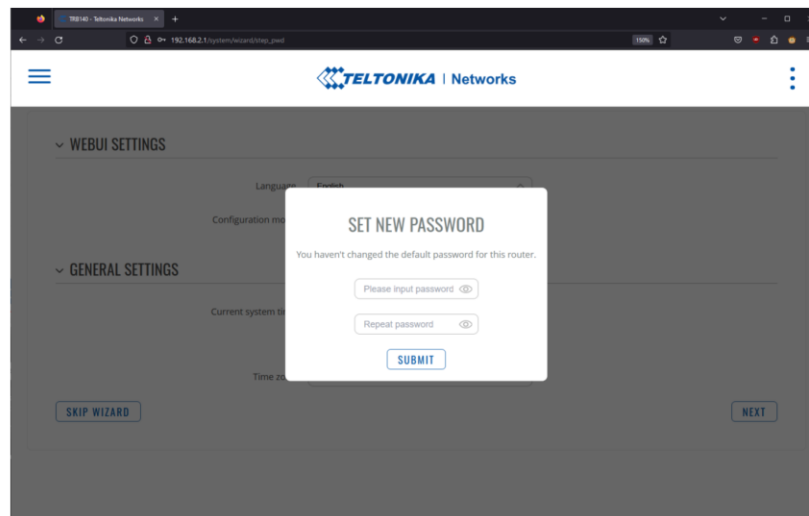 TRB140 - Teltonika Networks
192.168.2.1/system/wizard/step_pwd
150%
TELTONIKA | Networks
WEBUI SETTINGS
Language
English
Configuration mo
SET NEW PASSWORD
You haven't changed the default password for this router.
GENERAL SETTINGS
Please input password
Current system ti
Repeat password
SUBMIT
Time zo
SKIP WIZARD
NEXT